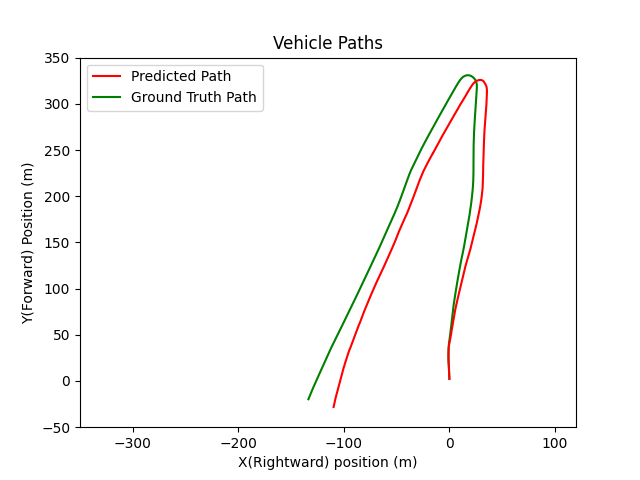 Vehicle Paths
Predicted Path
Ground Truth Path
350
300
250
200
150
100
50
0
−50
Y(Forward) Position (m)
−300
−200
−100
0
100
X(Rightward) position (m)